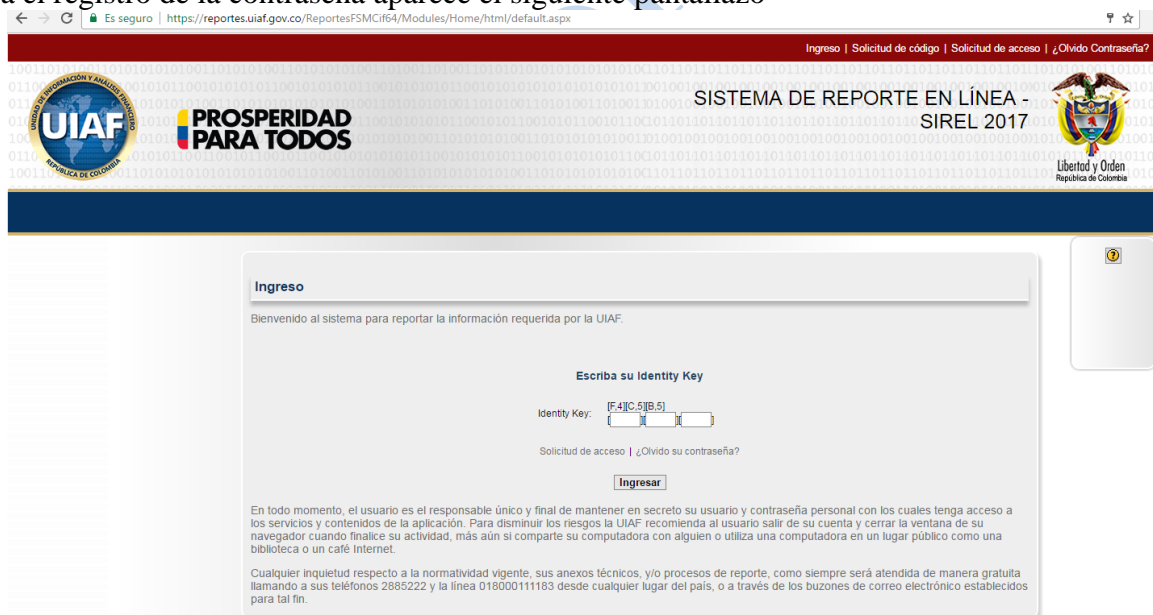 a el registro de la contraseña aparece el siguiente pantallazo
Es seguro | https://reportes.uiaf.gov.co/ReportesFSMCif64/Modules/Home/html/default.aspx
Ingreso | Solicitud de código | Solicitud de acceso | ¿Olvido Contraseña?
UNIDAD DE INFORMACIÓN Y ANÁLISIS FINANCIERO
UIAF
REPÚBLICA DE COLOMBIA
PROSPERIDAD
PARA TODOS
SISTEMA DE REPORTE EN LÍNEA -
SIREL 2017
Libertad y Orden
República de Colombia
Ingreso
Bienvenido al sistema para reportar la información requerida por la UIAF.
Escriba su Identity Key
[F,4][C,5][B,5]
Identity Key: [ ][ ][ ]
Solicitud de acceso | ¿Olvido su contraseña?
Ingresar
En todo momento, el usuario es el responsable único y final de mantener en secreto su usuario y contraseña personal con los cuales tenga acceso a
los servicios y contenidos de la aplicación. Para disminuir los riesgos la UIAF recomienda al usuario salir de su cuenta y cerrar la ventana de su
navegador cuando finalice su actividad, más aún si comparte su computadora con alguien o utiliza una computadora en un lugar público como una
biblioteca o un café Internet.
Cualquier inquietud respecto a la normatividad vigente, sus anexos técnicos, y/o procesos de reporte, como siempre será atendida de manera gratuita
llamando a sus teléfonos 2885222 y la línea 018000111183 desde cualquier lugar del país, o a través de los buzones de correo electrónico establecidos
para tal fin.